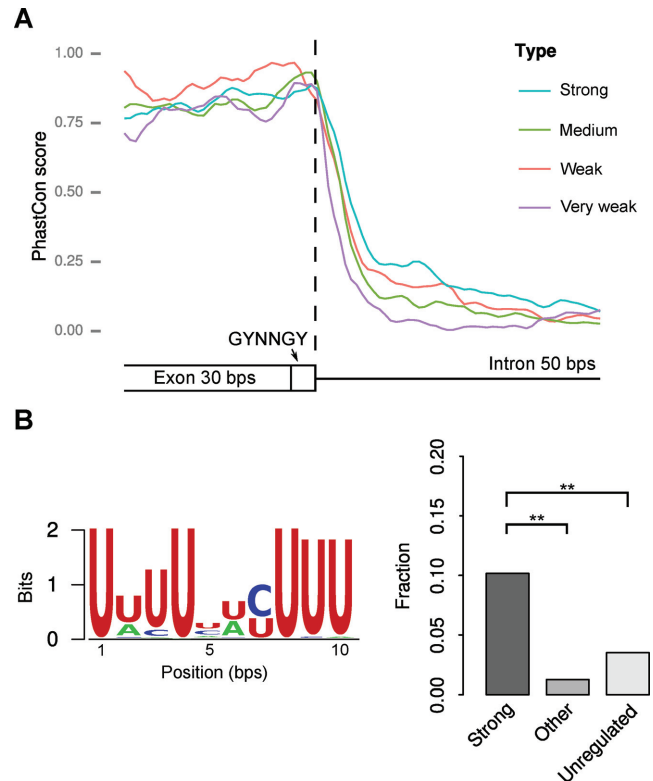 A
PhastCon score
1.00
0.75
0.50
0.25
0.00
Type
Strong
Medium
Weak
Very weak
GYNNGY
Exon 30 bps
Intron 50 bps
B
Bits
2
1
0
U U U U U U C U U U
A C C A U
1 5 10
Position (bps)
Fraction
0.20
0.15
0.10
0.05
0.00
**
**
Strong
Other
Unregulated